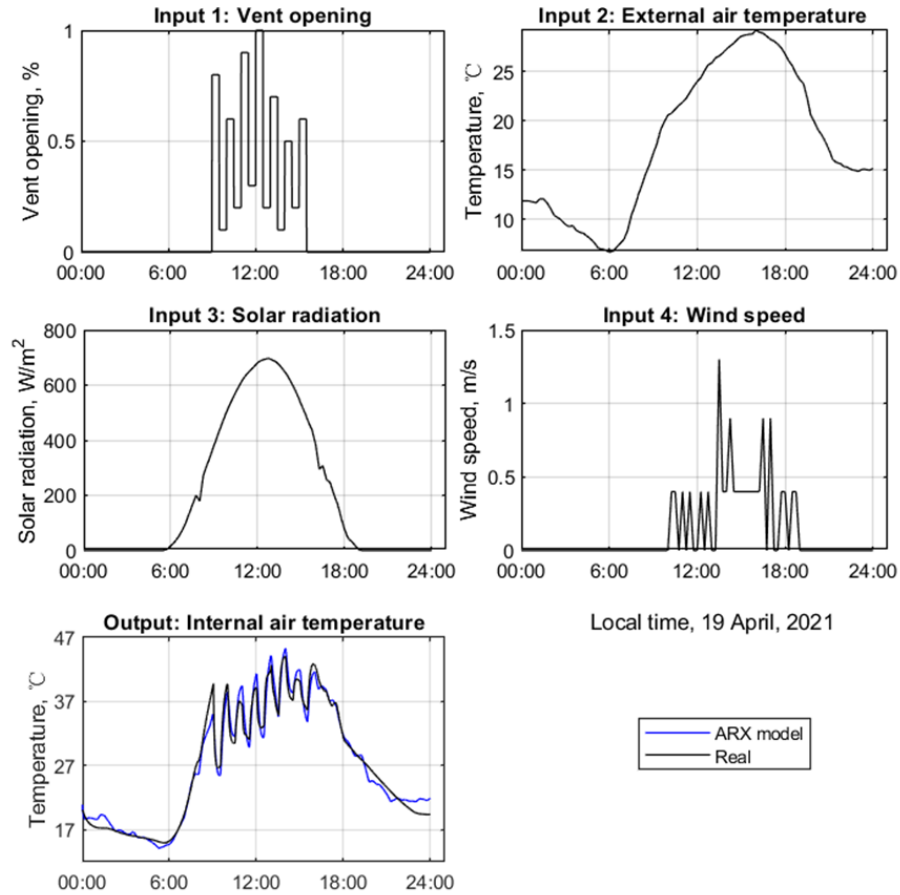 Input 1: Vent opening
Vent opening, %
1
0.5
0
00:00 6:00 12:00 18:00 24:00
Input 2: External air temperature
Temperature, ℃
25
20
15
10
00:00 6:00 12:00 18:00 24:00
Input 3: Solar radiation
Solar radiation, W/m²
800
600
400
200
0
00:00 6:00 12:00 18:00 24:00
Input 4: Wind speed
Wind speed, m/s
1.5
1
0.5
0
00:00 6:00 12:00 18:00 24:00
Output: Internal air temperature
Temperature, ℃
47
37
27
17
00:00 6:00 12:00 18:00 24:00
Local time, 19 April, 2021
ARX model
Real